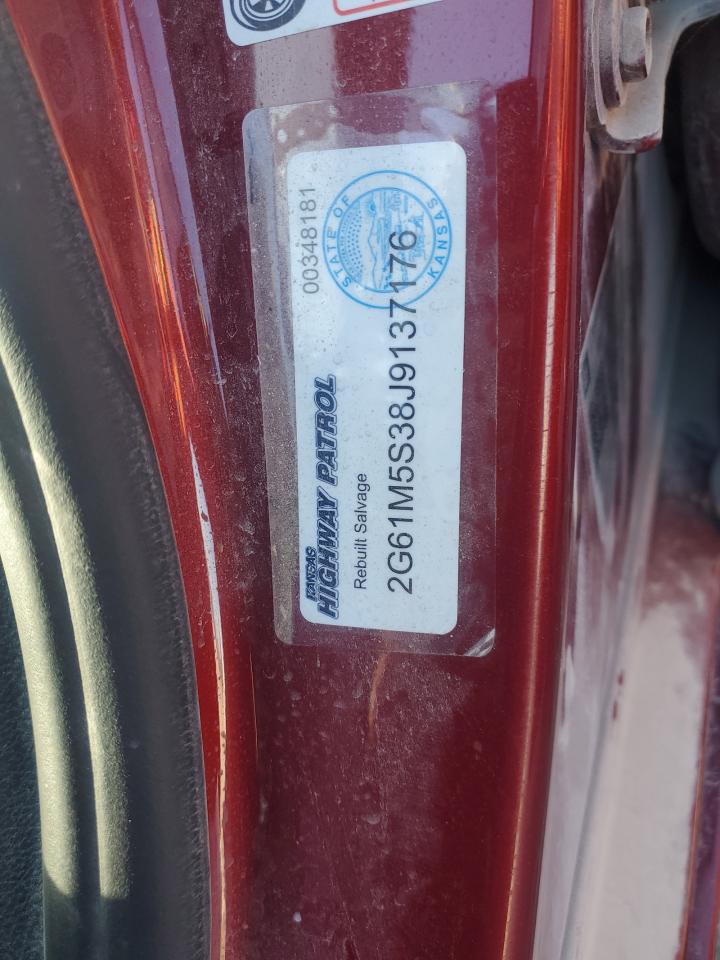 00348181
STATE OF
KANSAS
KANSAS
HIGHWAY PATROL
Rebuilt Salvage
2G61M5S38J9137176